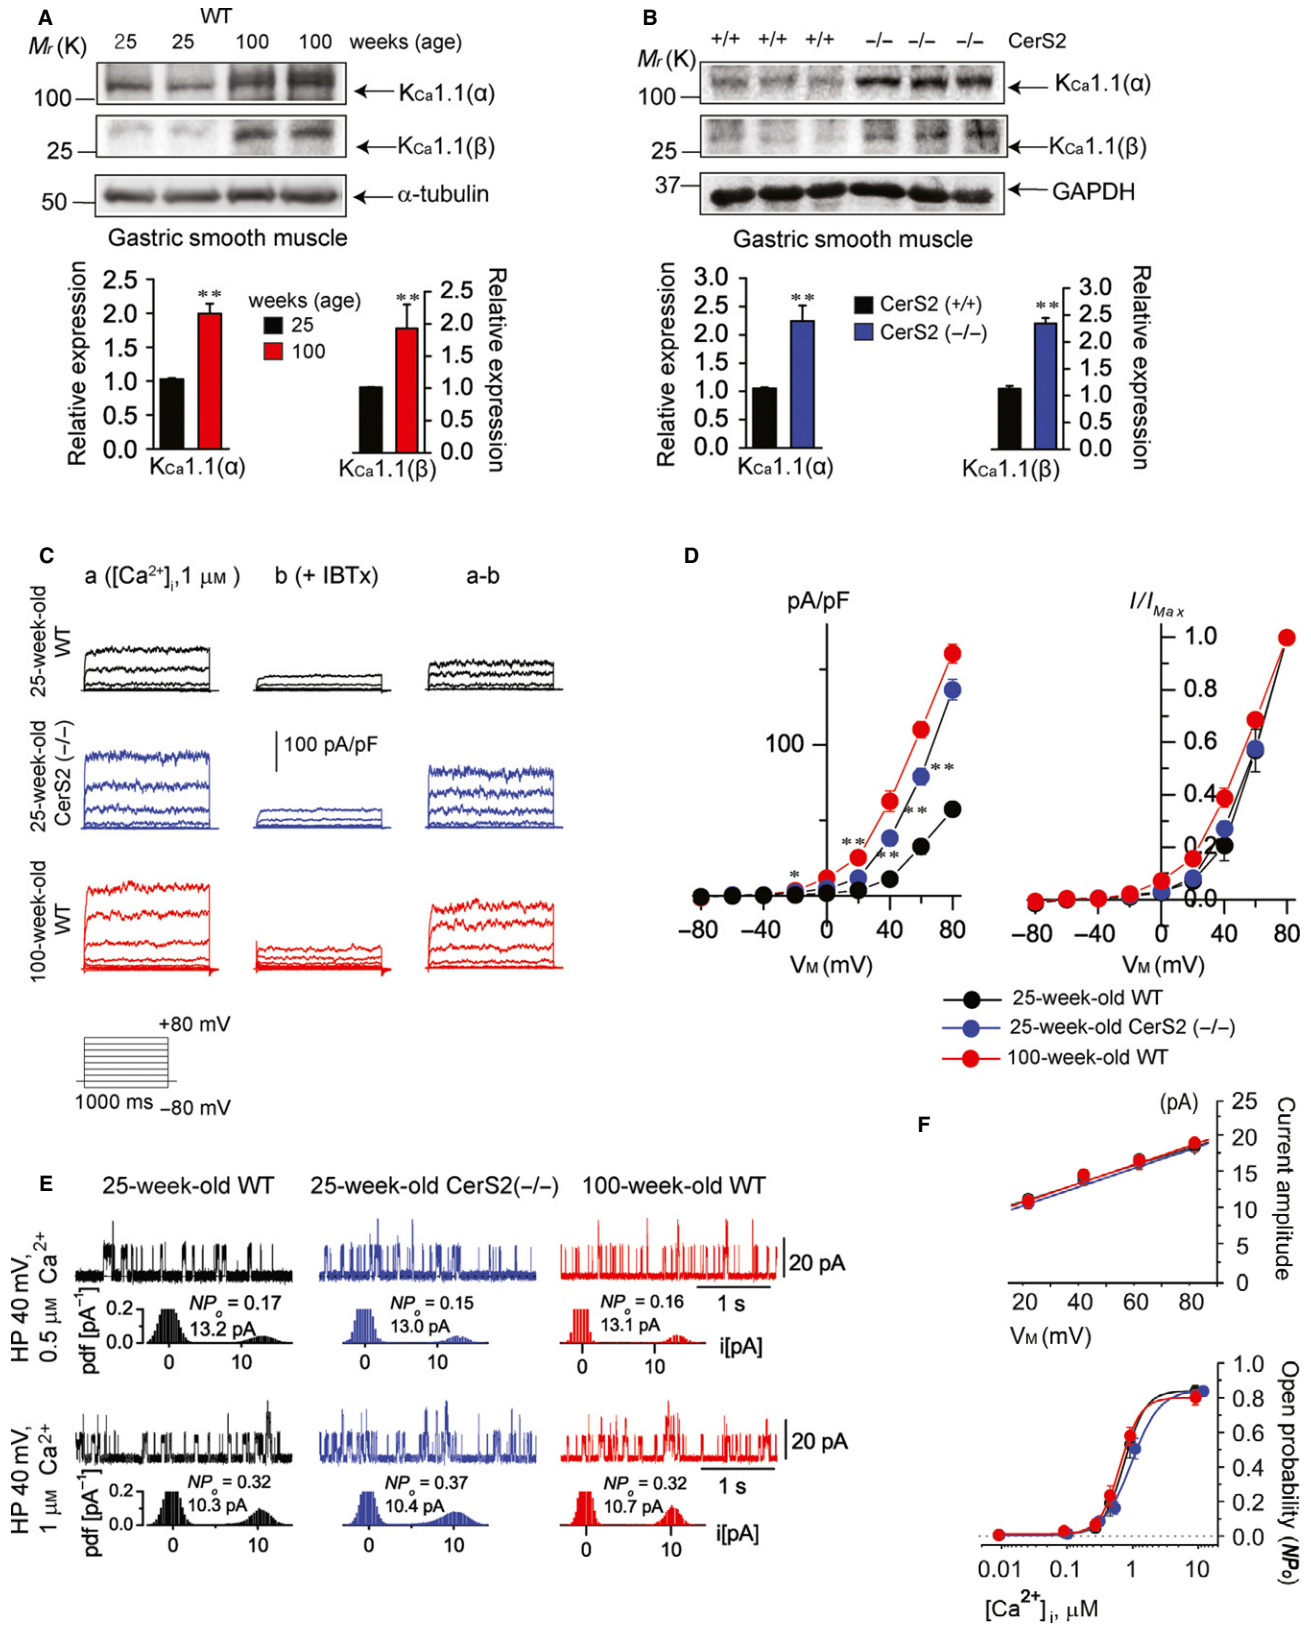 A
WT
Mr (K) 25 25 100 100 weeks (age)
100 KCa1.1(α)
25 KCa1.1(β)
50 α-tubulin
Gastric smooth muscle
Relative expression
2.5
2.0
1.5
1.0
0.5
0.0
**
KCa1.1(α)
weeks (age)
25
100
**
KCa1.1(β)
2.5
2.0
1.5
1.0
0.5
0.0
Relative expression
B
Mr (K) +/+ +/+ +/+ –/– –/– –/– CerS2
100 KCa1.1(α)
25 KCa1.1(β)
37 GAPDH
Gastric smooth muscle
Relative expression
3.0
2.5
2.0
1.5
1.0
0.5
0.0
**
KCa1.1(α)
CerS2 (+/+)
CerS2 (–/–)
**
KCa1.1(β)
3.0
2.5
2.0
1.5
1.0
0.5
0.0
Relative expression
C
a ([Ca2+]i,1 μM ) b (+ IBTx) a-b
25-week-old WT
25-week-old CerS2 (–/–)
100 pA/pF
100-week-old WT
+80 mV
1000 ms
–80 mV
D
pA/pF
100
*
**
**
**
**
–80 –40 0 40 80
VM (mV)
I/IMax
1.0
0.8
0.6
0.4
0.2
0.0
–80 –40 0 40 80
VM (mV)
25-week-old WT
25-week-old CerS2 (–/–)
100-week-old WT
E
25-week-old WT 25-week-old CerS2(–/–) 100-week-old WT
HP 40 mV, 0.5 μM Ca2+
20 pA
1 s
pdf [pA–1]
0.2
0.0
NPo = 0.17
13.2 pA
0 10
NPo = 0.15
13.0 pA
0 10
NPo = 0.16
13.1 pA
0 10
i[pA]
HP 40 mV, 1 μM Ca2+
20 pA
1 s
pdf [pA–1]
0.2
0.0
NPo = 0.32
10.3 pA
0 10
NPo = 0.37
10.4 pA
0 10
NPo = 0.32
10.7 pA
0 10
i[pA]
F
(pA)
25
20
15
10
5
0
Current amplitude
20 40 60 80
VM (mV)
1.0
0.8
0.6
0.4
0.2
0.0
Open probability (NPo)
0.01 0.1 1 10
[Ca2+]i, μM